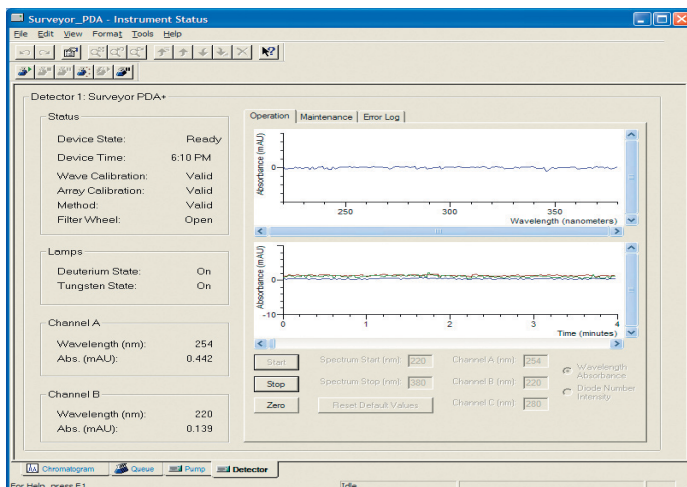 Surveyor_PDA - Instrument Status
File Edit View Format Tools Help
Detector 1: Surveyor PDA+
Status
Device State: Ready
Device Time: 6:10 PM
Wave Calibration: Valid
Array Calibration: Valid
Method: Valid
Filter Wheel: Open
Lamps
Deuterium State: On
Tungsten State: On
Channel A
Wavelength (nm): 254
Abs. (mAU): 0.442
Channel B
Wavelength (nm): 220
Abs. (mAU): 0.139
Operation Maintenance Error Log
Absorbance (mAU)
0
250 300 350
Wavelength (nanometers)
Absorbance (mAU)
0
-10
0 1 2 3 4
Time (minutes)
Start Spectrum Start (nm): 220 Channel A (nm): 254 Wavelength Absorbance
Stop Spectrum Stop (nm): 380 Channel B (nm): 220 Diode Number Intensity
Zero Reset Default Values Channel C (nm): 280
Chromatogram Queue Pump Detector
For Help, press F1 Idle